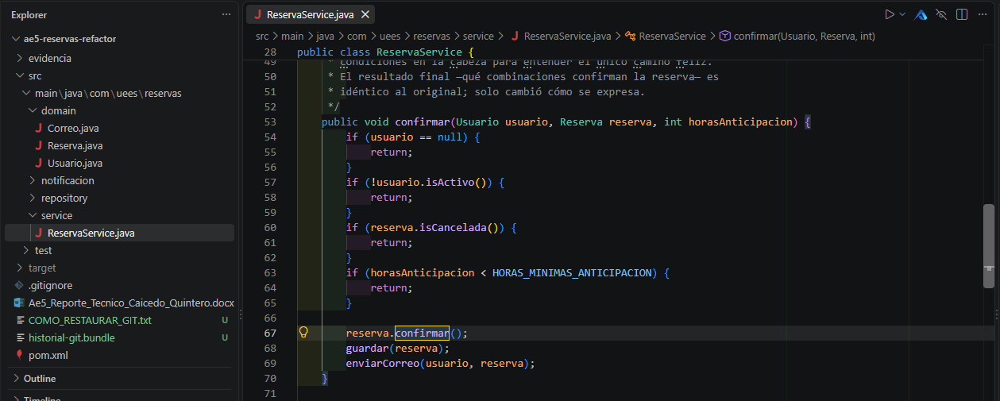 Explorer
ae5-reservas-refactor
evidencia
src
main\java\com\uees\reservas
domain
Correo.java
Reserva.java
Usuario.java
notificacion
repository
service
ReservaService.java
test
target
.gitignore
Ae5_Reporte_Tecnico_Caicedo_Quintero.docx
COMO_RESTAURAR_GIT.txt U
historial-git.bundle U
pom.xml
Outline
Timeline
ReservaService.java
src > main > java > com > uees > reservas > service > ReservaService.java > ReservaService > confirmar(Usuario, Reserva, int)
28 public class ReservaService {
49 * condiciones en la cabeza para entender el único camino feliz.
50 * El resultado final —qué combinaciones confirman la reserva— es
51 * idéntico al original; solo cambió cómo se expresa.
52 */
53 public void confirmar(Usuario usuario, Reserva reserva, int horasAnticipacion) {
54 if (usuario == null) {
55 return;
56 }
57 if (!usuario.isActivo()) {
58 return;
59 }
60 if (reserva.isCancelada()) {
61 return;
62 }
63 if (horasAnticipacion < HORAS_MINIMAS_ANTICIPACION) {
64 return;
65 }
66
67 reserva.confirmar();
68 guardar(reserva);
69 enviarCorreo(usuario, reserva);
70 }
71